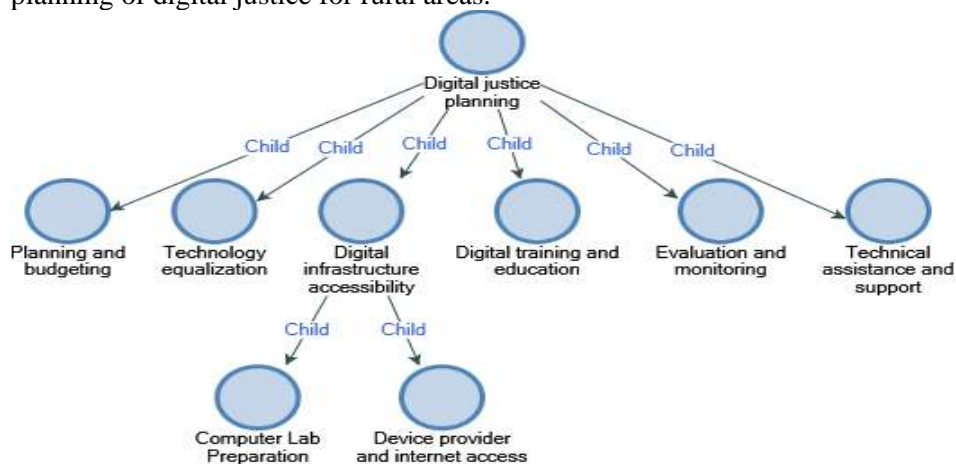 planning of digital justice for rural areas.
Digital justice
planning
Child
Child
Child
Child
Child
Child
Planning and
budgeting
Technology
equalization
Digital
infrastructure
accessibility
Digital training and
education
Evaluation and
monitoring
Technical
assistance and
support
Child
Child
Computer Lab
Preparation
Device provider
and internet access